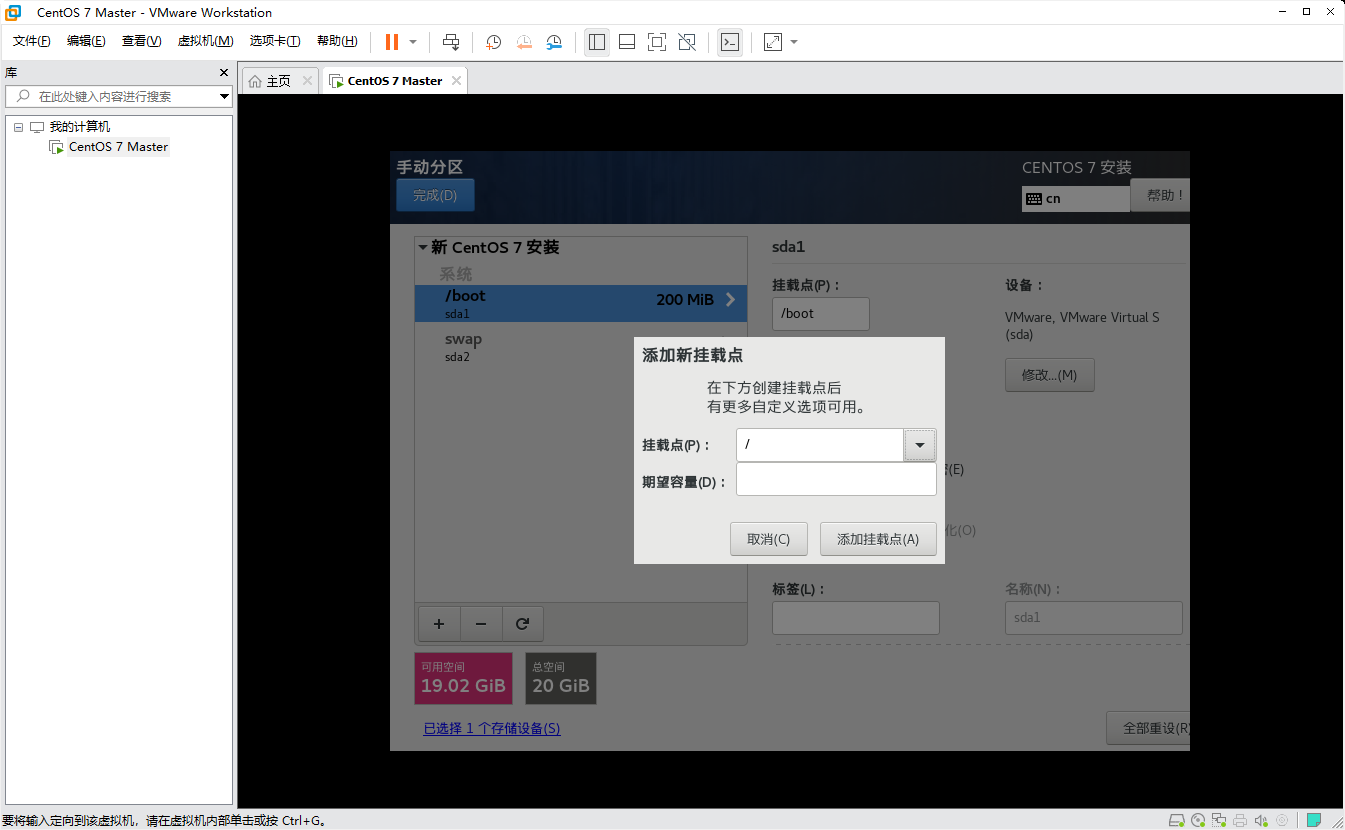 CentOS 7 Master - VMware Workstation
文件(F) 编辑(E) 查看(V) 虚拟机(M) 选项卡(T) 帮助(H)
库
在此处键入内容进行搜索
我的计算机
CentOS 7 Master
主页
CentOS 7 Master
手动分区
完成(D)
CENTOS 7 安装
cn
帮助！
新 CentOS 7 安装
系统
/boot
200 MiB
sda1
swap
sda2
sda1
挂载点(P)：
/boot
设备：
VMware, VMware Virtual S
(sda)
修改...(M)
(E)
化(O)
添加新挂载点
在下方创建挂载点后
有更多自定义选项可用。
挂载点(P)：
/
期望容量(D)：
取消(C)
添加挂载点(A)
标签(L)：
名称(N)：
sda1
可用空间
19.02 GiB
总空间
20 GiB
已选择 1 个存储设备(S)
全部重设(R
要将输入定向到该虚拟机，请在虚拟机内部单击或按 Ctrl+G。